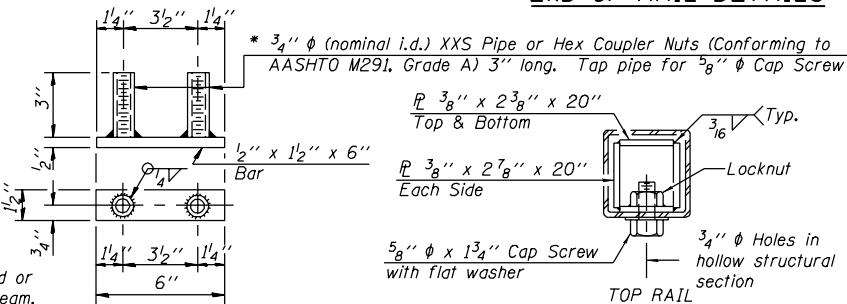 END OF RAIL DETAILS
1¼" 3½" 1¼"
* ¾" ϕ (nominal i.d.) XXS Pipe or Hex Coupler Nuts (Conforming to
AASHTO M291, Grade A) 3" long. Tap pipe for ⅝" ϕ Cap Screw
3"
½"
½" x 1½" x 6"
Bar
¼
1½"
¾"
1¼" 3½" 1¼"
6"
d or
eam.
℄ ⅜" x 2⅜" x 20"
Top & Bottom
3/16
Typ.
℄ ⅜" x 2⅞" x 20"
Each Side
Locknut
⅝" ϕ x 1¾" Cap Screw
with flat washer
¾" ϕ Holes in
hollow structural
section
TOP RAIL